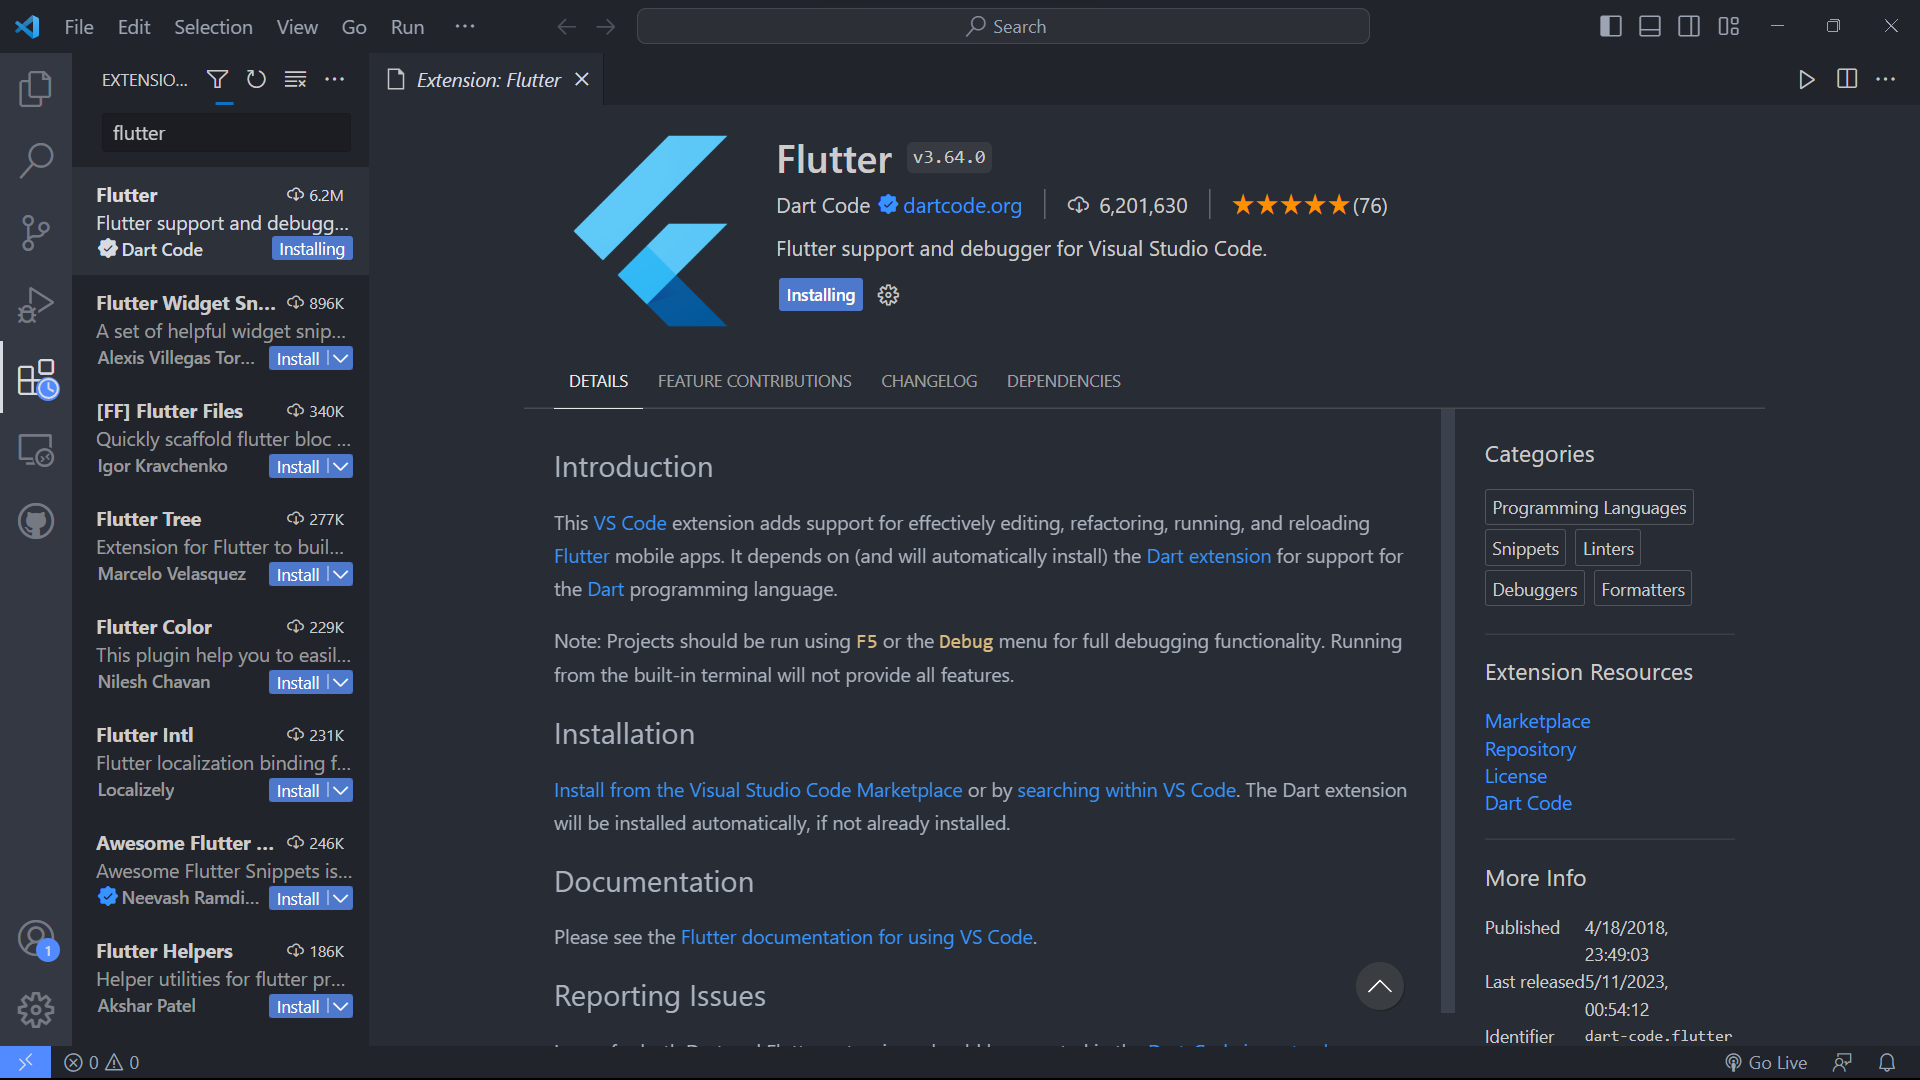 File Edit Selection View Go Run ···
Search
EXTENSIO...
Extension: Flutter
flutter
Flutter 6.2M
Flutter support and debugg...
Dart Code Installing
Flutter Widget Sn... 896K
A set of helpful widget snip...
Alexis Villegas Tor... Install
[FF] Flutter Files 340K
Quickly scaffold flutter bloc ...
Igor Kravchenko Install
Flutter Tree 277K
Extension for Flutter to buil...
Marcelo Velasquez Install
Flutter Color 229K
This plugin help you to easil...
Nilesh Chavan Install
Flutter Intl 231K
Flutter localization binding f...
Localizely Install
Awesome Flutter ... 246K
Awesome Flutter Snippets is...
Neevash Ramdi... Install
Flutter Helpers 186K
Helper utilities for flutter pr...
Akshar Patel Install
1
Flutter v3.64.0
Dart Code dartcode.org 6,201,630 ★★★★★(76)
Flutter support and debugger for Visual Studio Code.
Installing
DETAILS FEATURE CONTRIBUTIONS CHANGELOG DEPENDENCIES
Introduction
This VS Code extension adds support for effectively editing, refactoring, running, and reloading
Flutter mobile apps. It depends on (and will automatically install) the Dart extension for support for
the Dart programming language.
Note: Projects should be run using F5 or the Debug menu for full debugging functionality. Running
from the built-in terminal will not provide all features.
Installation
Install from the Visual Studio Code Marketplace or by searching within VS Code. The Dart extension
will be installed automatically, if not already installed.
Documentation
Please see the Flutter documentation for using VS Code.
Reporting Issues
Categories
Programming Languages
Snippets Linters
Debuggers Formatters
Extension Resources
Marketplace
Repository
License
Dart Code
More Info
Published 4/18/2018,
23:49:03
Last released 5/11/2023,
00:54:12
Identifier dart-code.flutter
0 0
Go Live